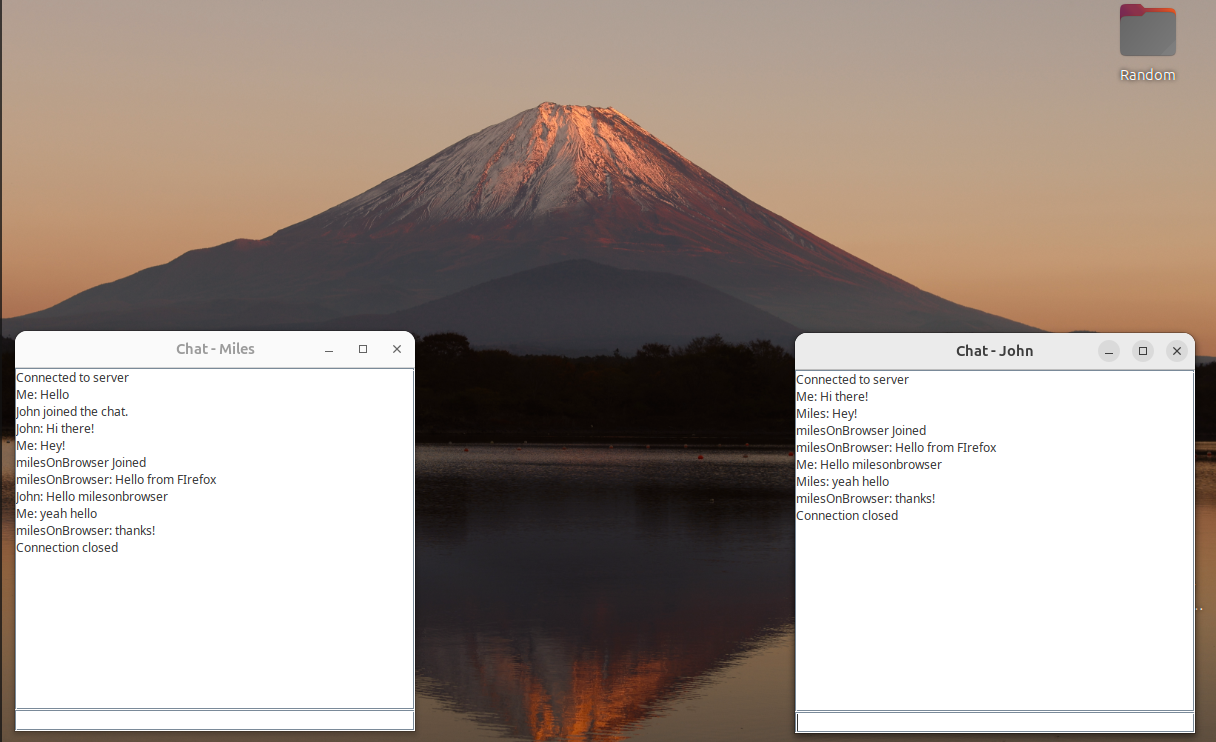 Random
Chat - Miles
Connected to server
Me: Hello
John joined the chat.
John: Hi there!
Me: Hey!
milesOnBrowser Joined
milesOnBrowser: Hello from FIrefox
John: Hello milesonbrowser
Me: yeah hello
milesOnBrowser: thanks!
Connection closed
Chat - John
Connected to server
Me: Hi there!
Miles: Hey!
milesOnBrowser Joined
milesOnBrowser: Hello from FIrefox
Me: Hello milesonbrowser
Miles: yeah hello
milesOnBrowser: thanks!
Connection closed